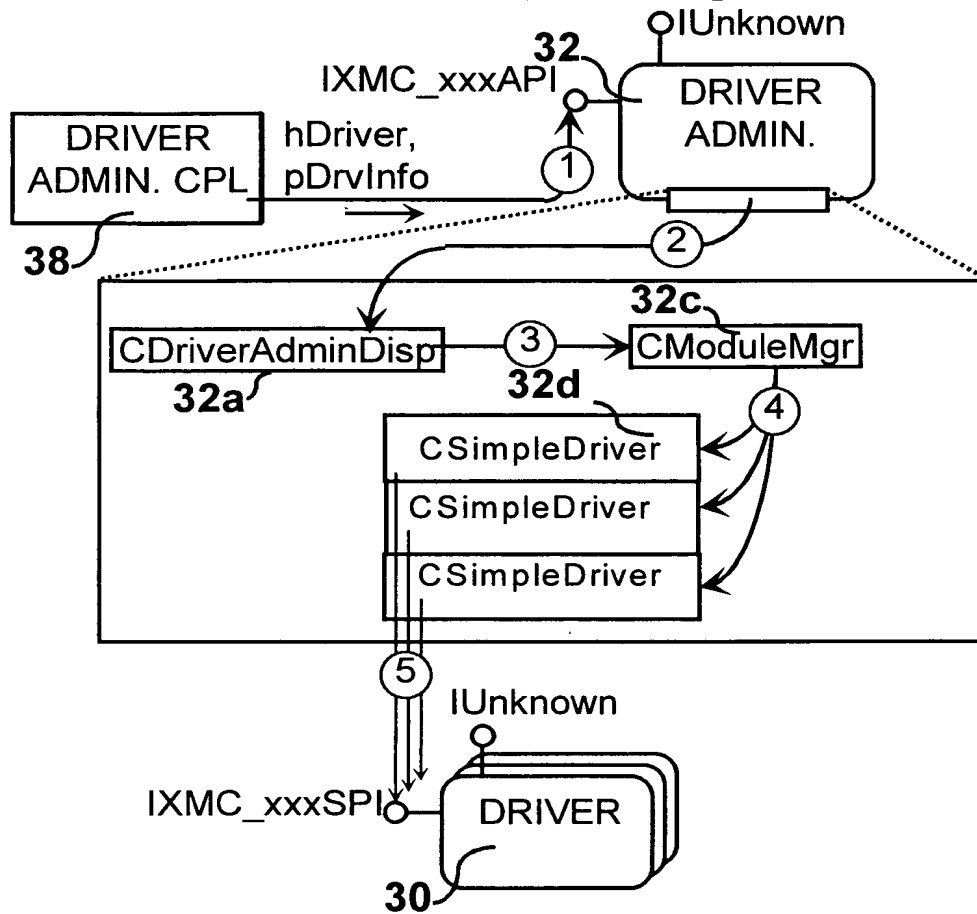 IUnknown
32
IXMC_xxxAPI
DRIVER
ADMIN.
DRIVER
ADMIN. CPL
hDriver,
pDrvInfo
1
38
2
32c
CDriverAdminDisp
3
CModuleMgr
32a
32d
4
CSimpleDriver
CSimpleDriver
CSimpleDriver
5
IUnknown
IXMC_xxxSPI
DRIVER
30